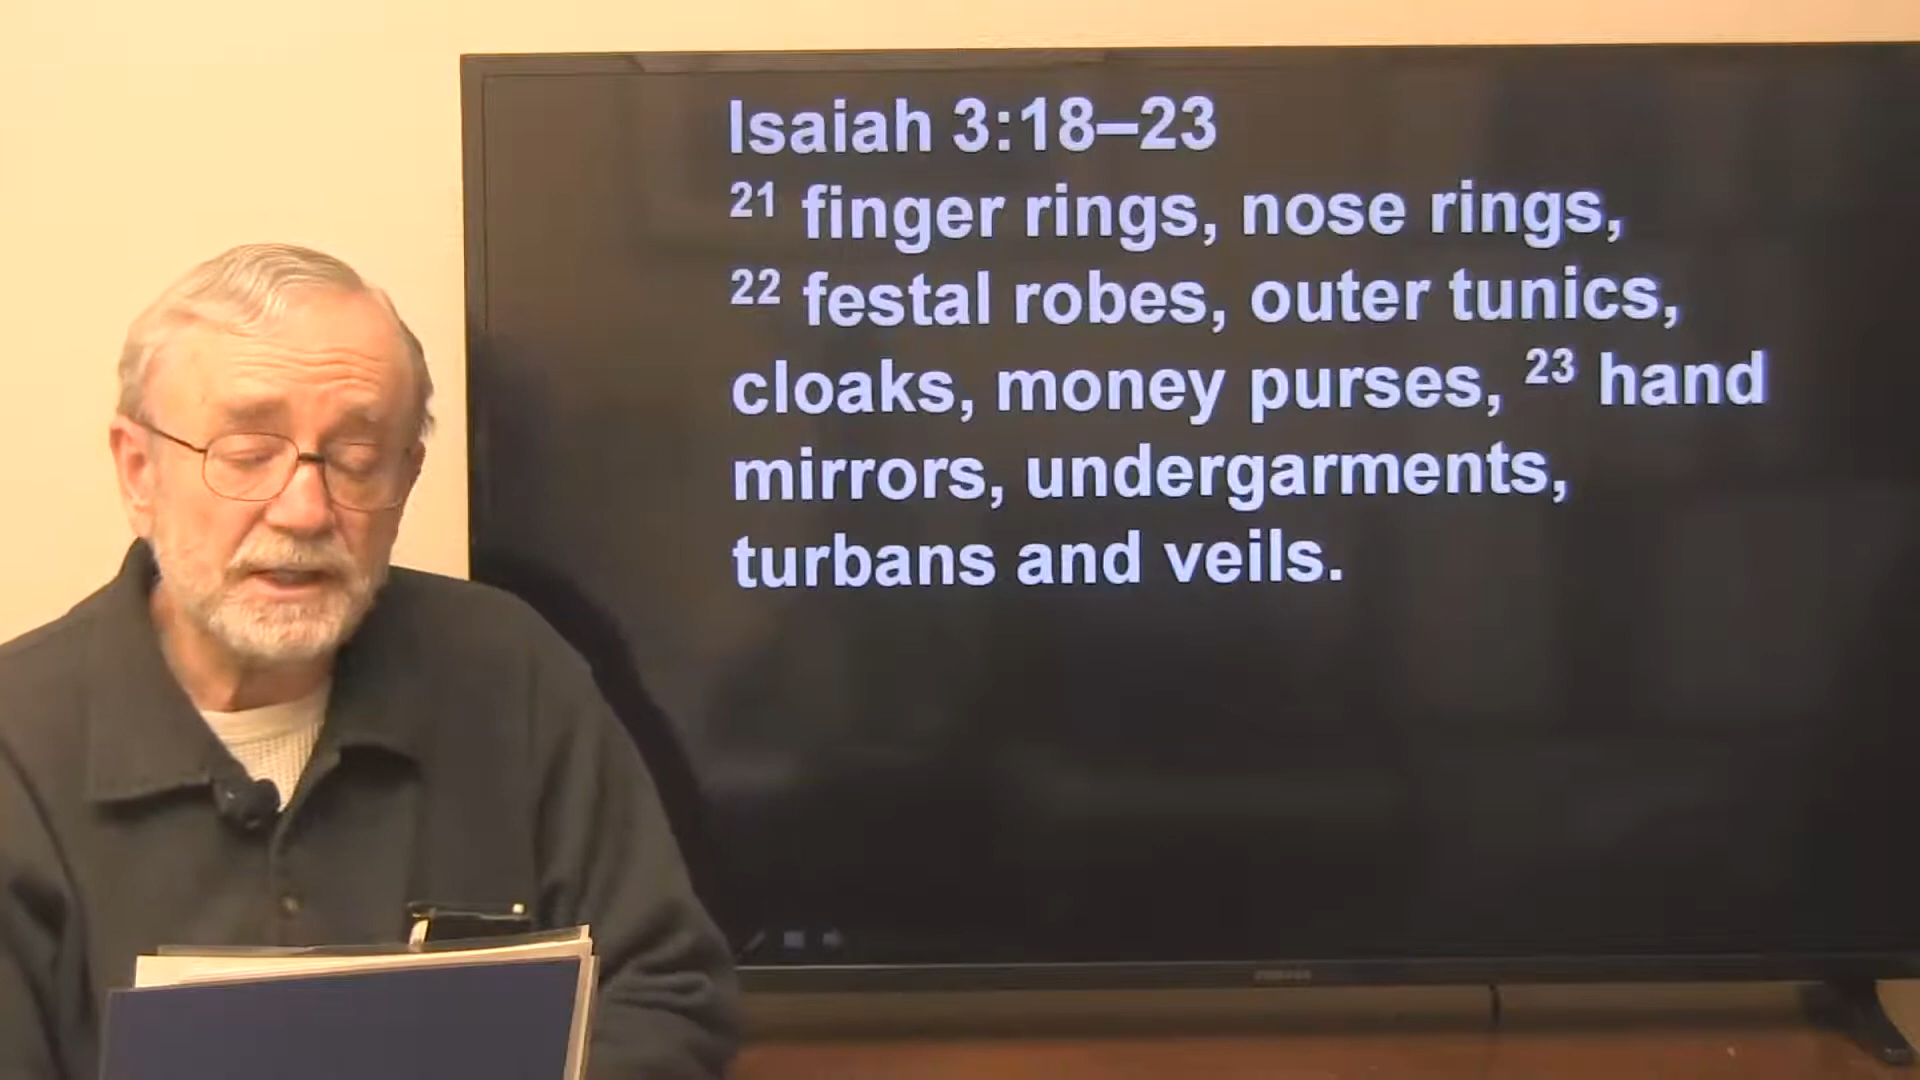 Isaiah 3:18–23
21 finger rings, nose rings,
22 festal robes, outer tunics,
cloaks, money purses, 23 hand
mirrors, undergarments,
turbans and veils.